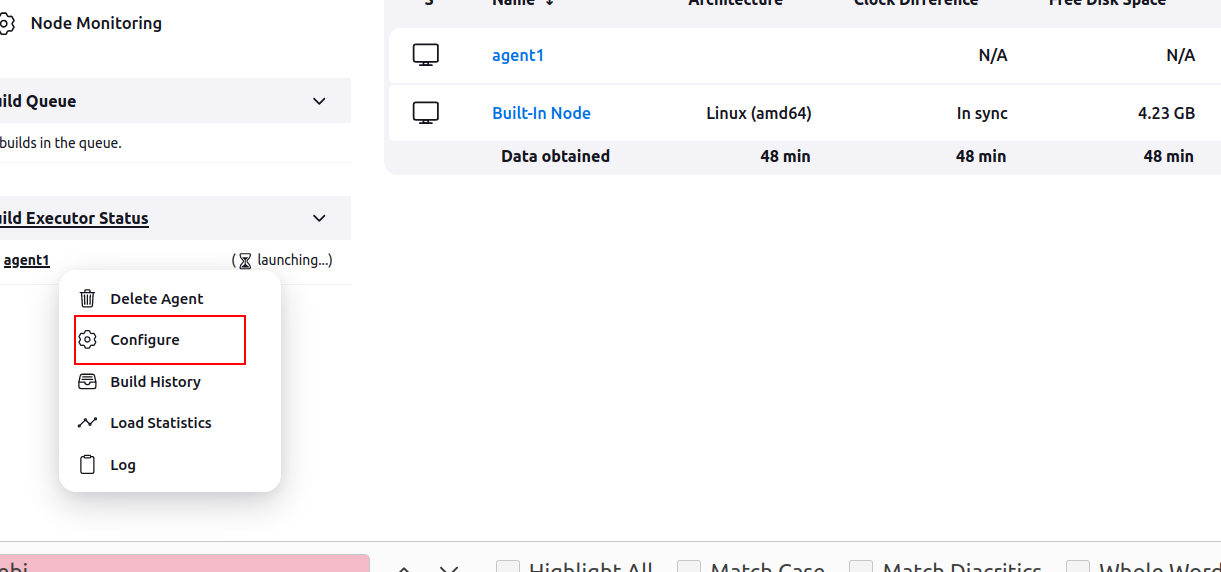 Node Monitoring
ild Queue
builds in the queue.
ild Executor Status
agent1 ( launching...)
Delete Agent
Configure
Build History
Load Statistics
Log
S Name ↓ Architecture Clock Difference Free Disk Space
agent1 N/A N/A
Built-In Node Linux (amd64) In sync 4.23 GB
Data obtained 48 min 48 min 48 min
Highlight All Match Case Match Diacritics Whole Word